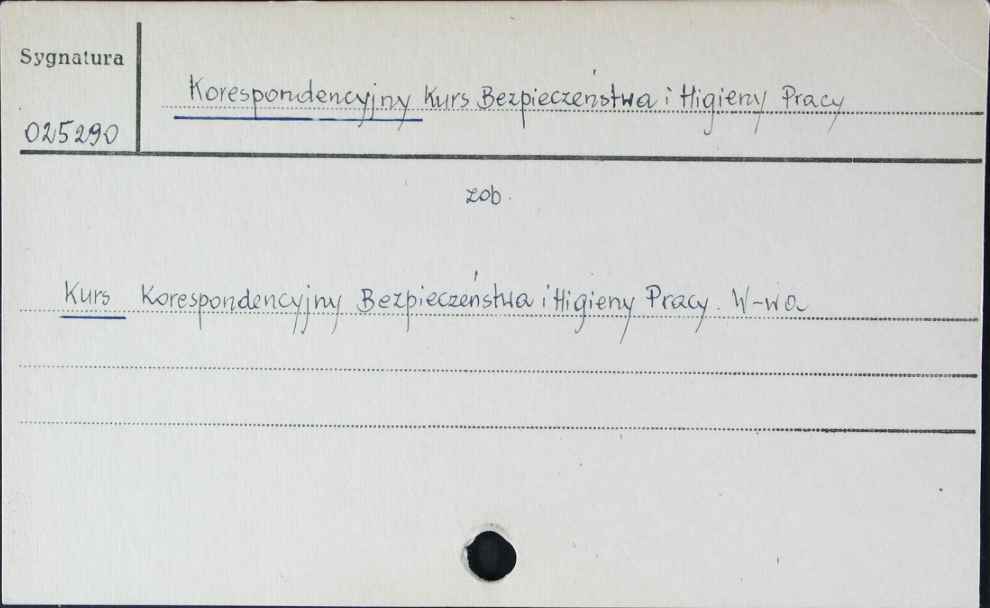 Sygnatura
Korespondencyjny Kurs Bezpieczeństwa i Higieny Pracy
025290
zob.
Kurs Korespondencyjny Bezpieczeństwa i Higieny Pracy. W-wa